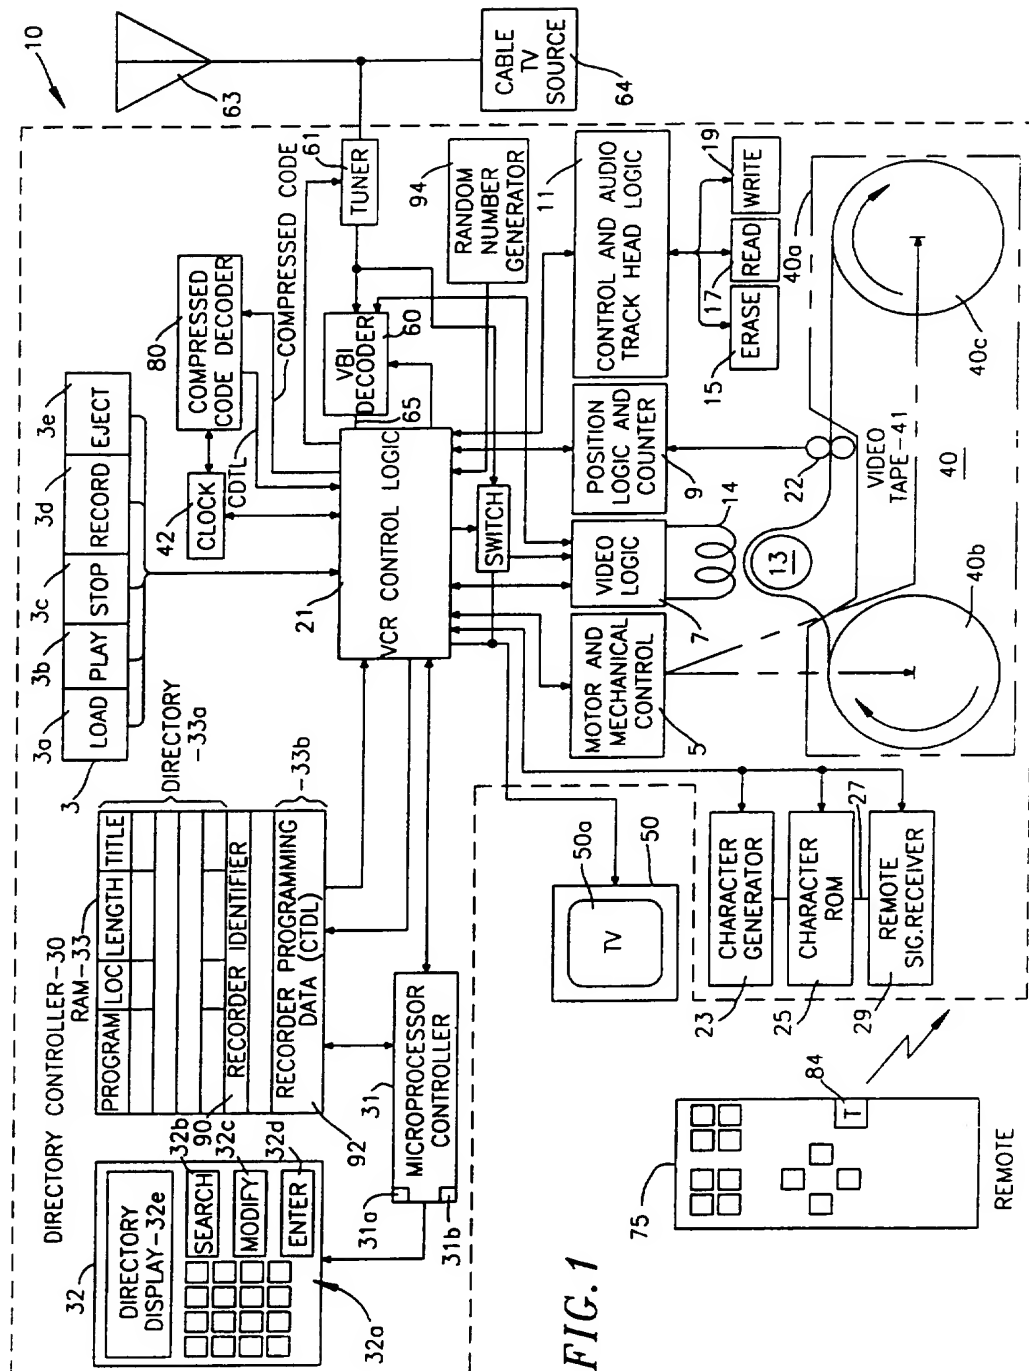 10
63
CABLE
TV
SOURCE
64
3
3a
3b
3c
3d
3e
LOAD
PLAY
STOP
RECORD
EJECT
80
COMPRESSED
CODE DECODER
42
CLOCK
CDTL
COMPRESSED CODE
61
TUNER
94
RANDOM
NUMBER
GENERATOR
VBI
DECODER
60
65
21
VCR CONTROL LOGIC
SWITCH
11
CONTROL AND AUDIO
TRACK HEAD LOGIC
POSITION
LOGIC AND
COUNTER
9
VIDEO
LOGIC
7
14
MOTOR AND
MECHANICAL
CONTROL
5
15
ERASE
17
READ
19
WRITE
13
22
VIDEO
TAPE-41
40
40a
40b
40c
DIRECTORY CONTROLLER-30
RAM-33
PROGRAM
LOC
LENGTH
TITLE
DIRECTORY
-33a
RECORDER IDENTIFIER
90
RECORDER PROGRAMMING
DATA (CTDL)
-33b
92
32
DIRECTORY
DISPLAY-32e
32b
32c
32d
SEARCH
MODIFY
ENTER
32a
31
MICROPROCESSOR
CONTROLLER
31a
31b
TV
50a
50
CHARACTER
GENERATOR
23
CHARACTER
ROM
25
27
REMOTE
SIG.RECEIVER
29
75
84
T
REMOTE
FIG.1